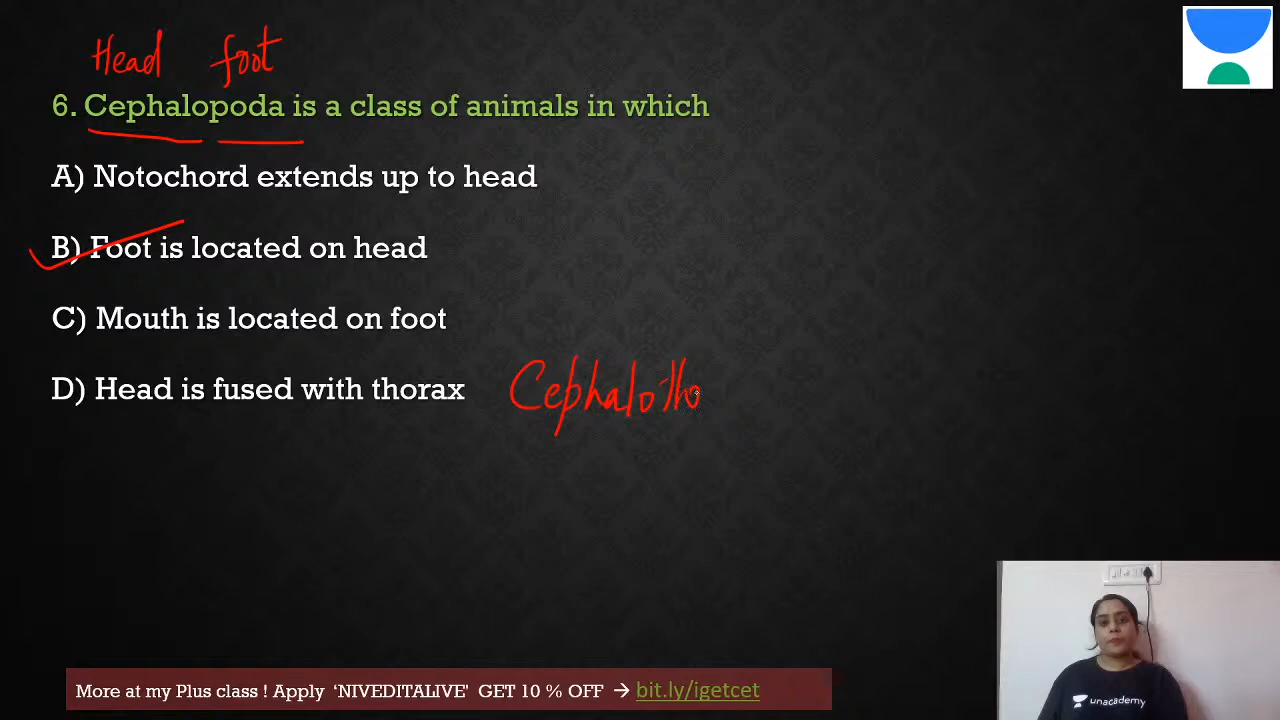 Head foot
6. Cephalopoda is a class of animals in which
A) Notochord extends up to head
B) Foot is located on head
C) Mouth is located on foot
D) Head is fused with thorax Cephalotho
More at my Plus class ! Apply ‘NIVEDITALIVE’ GET 10 % OFF → bit.ly/igetcet
unacademy